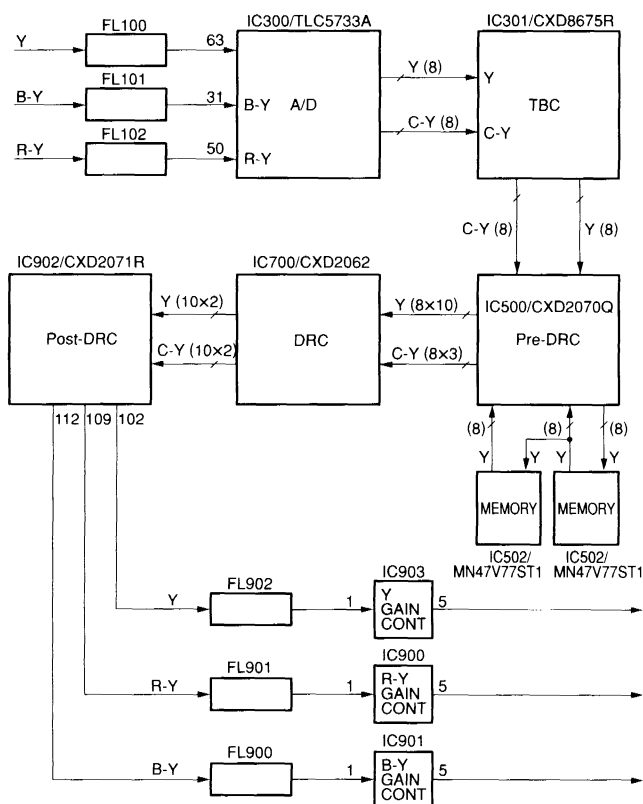 FL100 IC300/TLC5733A IC301/CXD8675R
Y 63 Y (8) Y
FL101
B-Y 31 B-Y A/D TBC
FL102 C-Y (8) C-Y
R-Y 50 R-Y
C-Y (8) Y (8)
IC902/CXD2071R IC700/CXD2062
Y (10×2) Y (8×10) IC500/CXD2070Q
Post-DRC DRC Pre-DRC
C-Y (10×2) C-Y (8×3)
112 109 102
(8) (8) (8)
Y Y Y Y
MEMORY MEMORY
IC502/ IC502/
MN47V77ST1 MN47V77ST1
FL902 IC903
Y 1 Y 5
GAIN
CONT
FL901 IC900
R-Y 1 R-Y 5
GAIN
CONT
FL900 IC901
B-Y 1 B-Y 5
GAIN
CONT